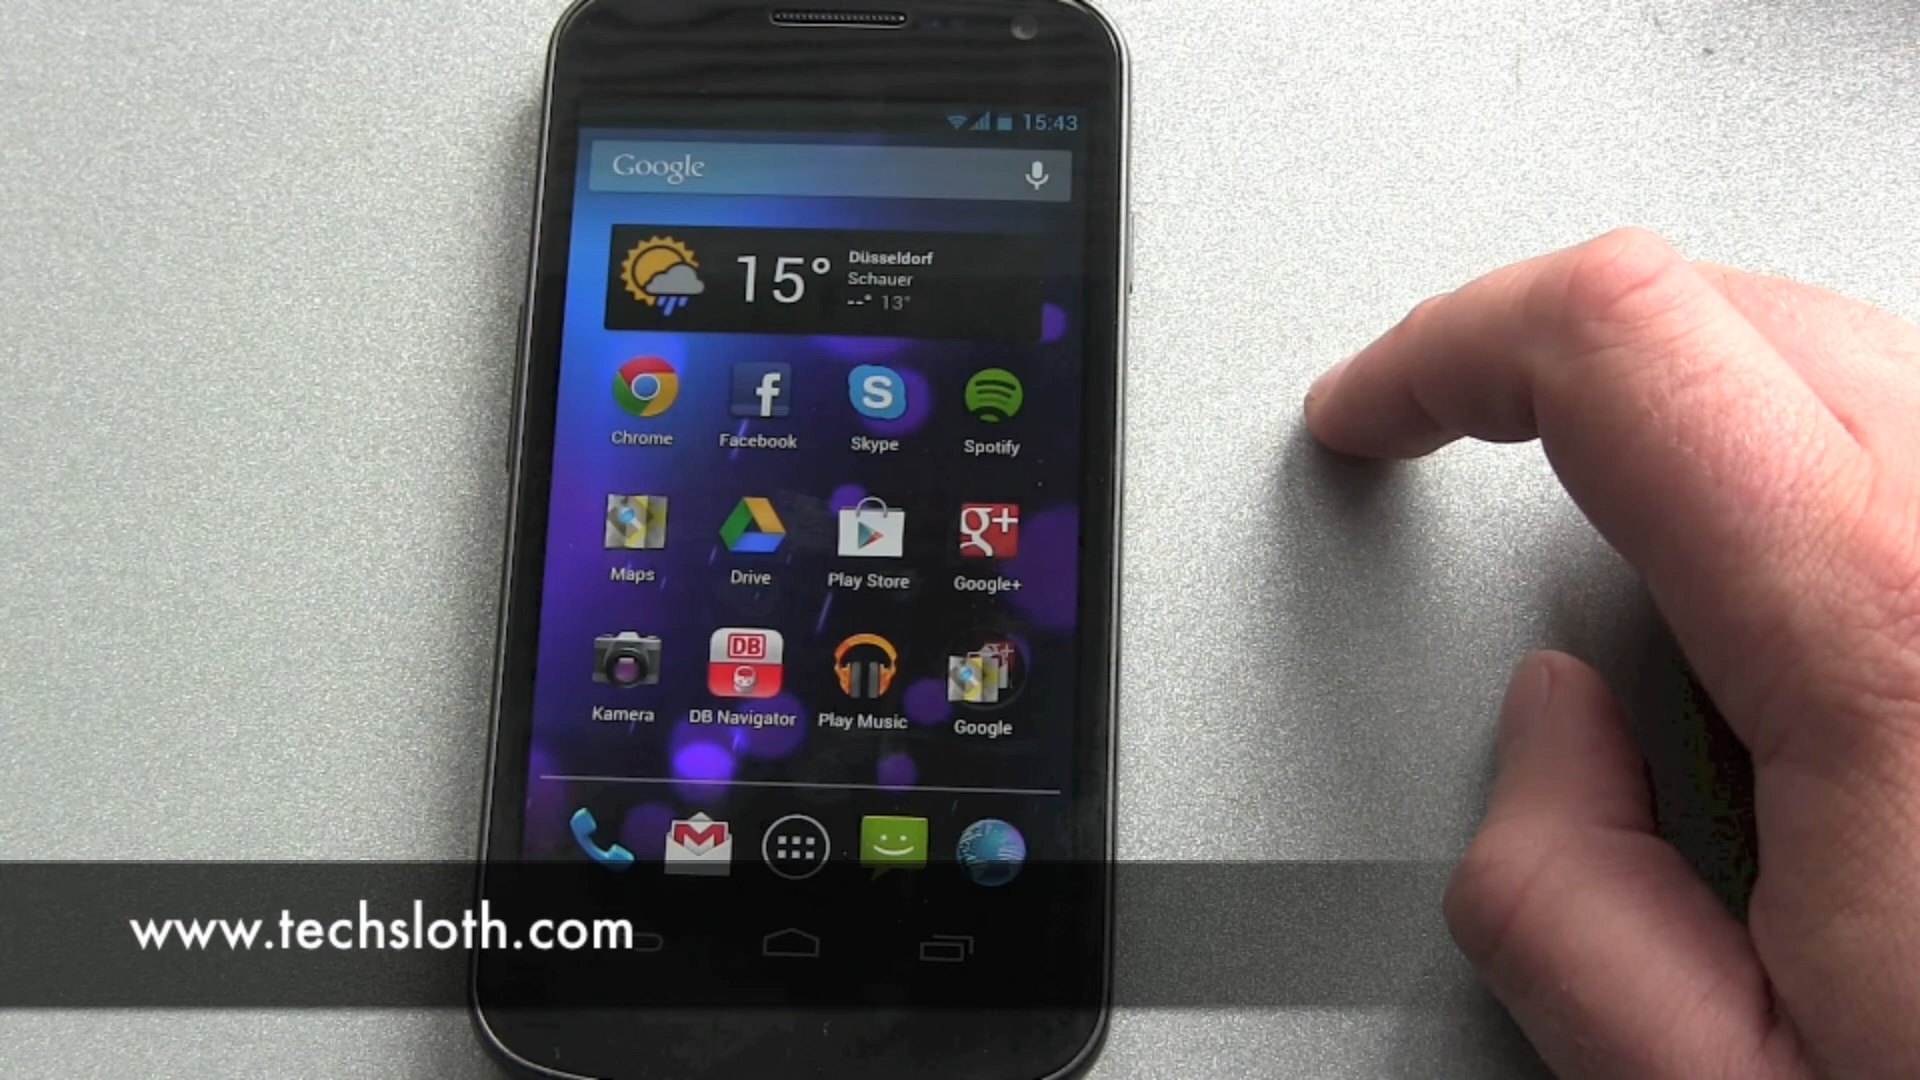 15:43
Google
15° Düsseldorf
Schauer
--° 13°
Chrome Facebook Skype Spotify
Maps Drive Play Store Google+
Kamera DB Navigator Play Music Google
www.techsloth.com